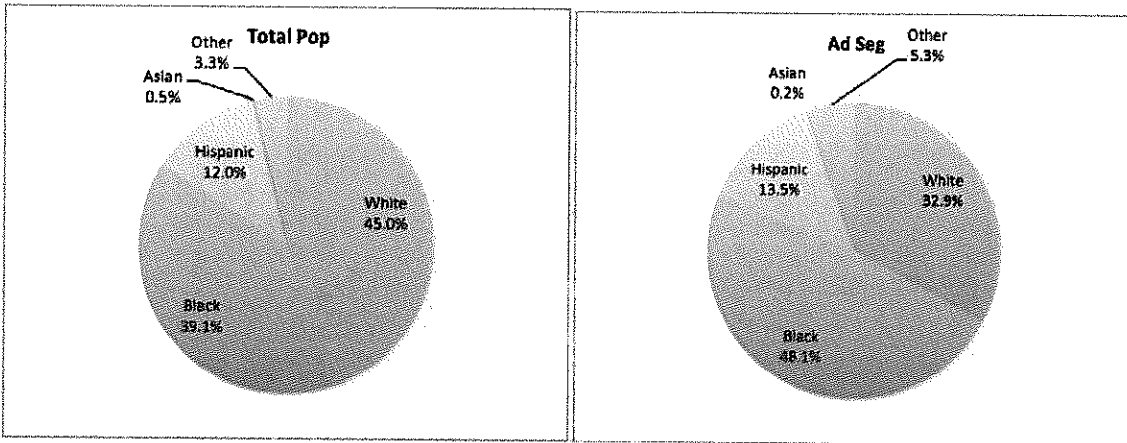 Total Pop
Other
3.3%
Asian
0.5%
Hispanic
12.0%
White
45.0%
Black
39.1%
Ad Seg
Other
5.3%
Asian
0.2%
Hispanic
13.5%
White
32.9%
Black
48.1%